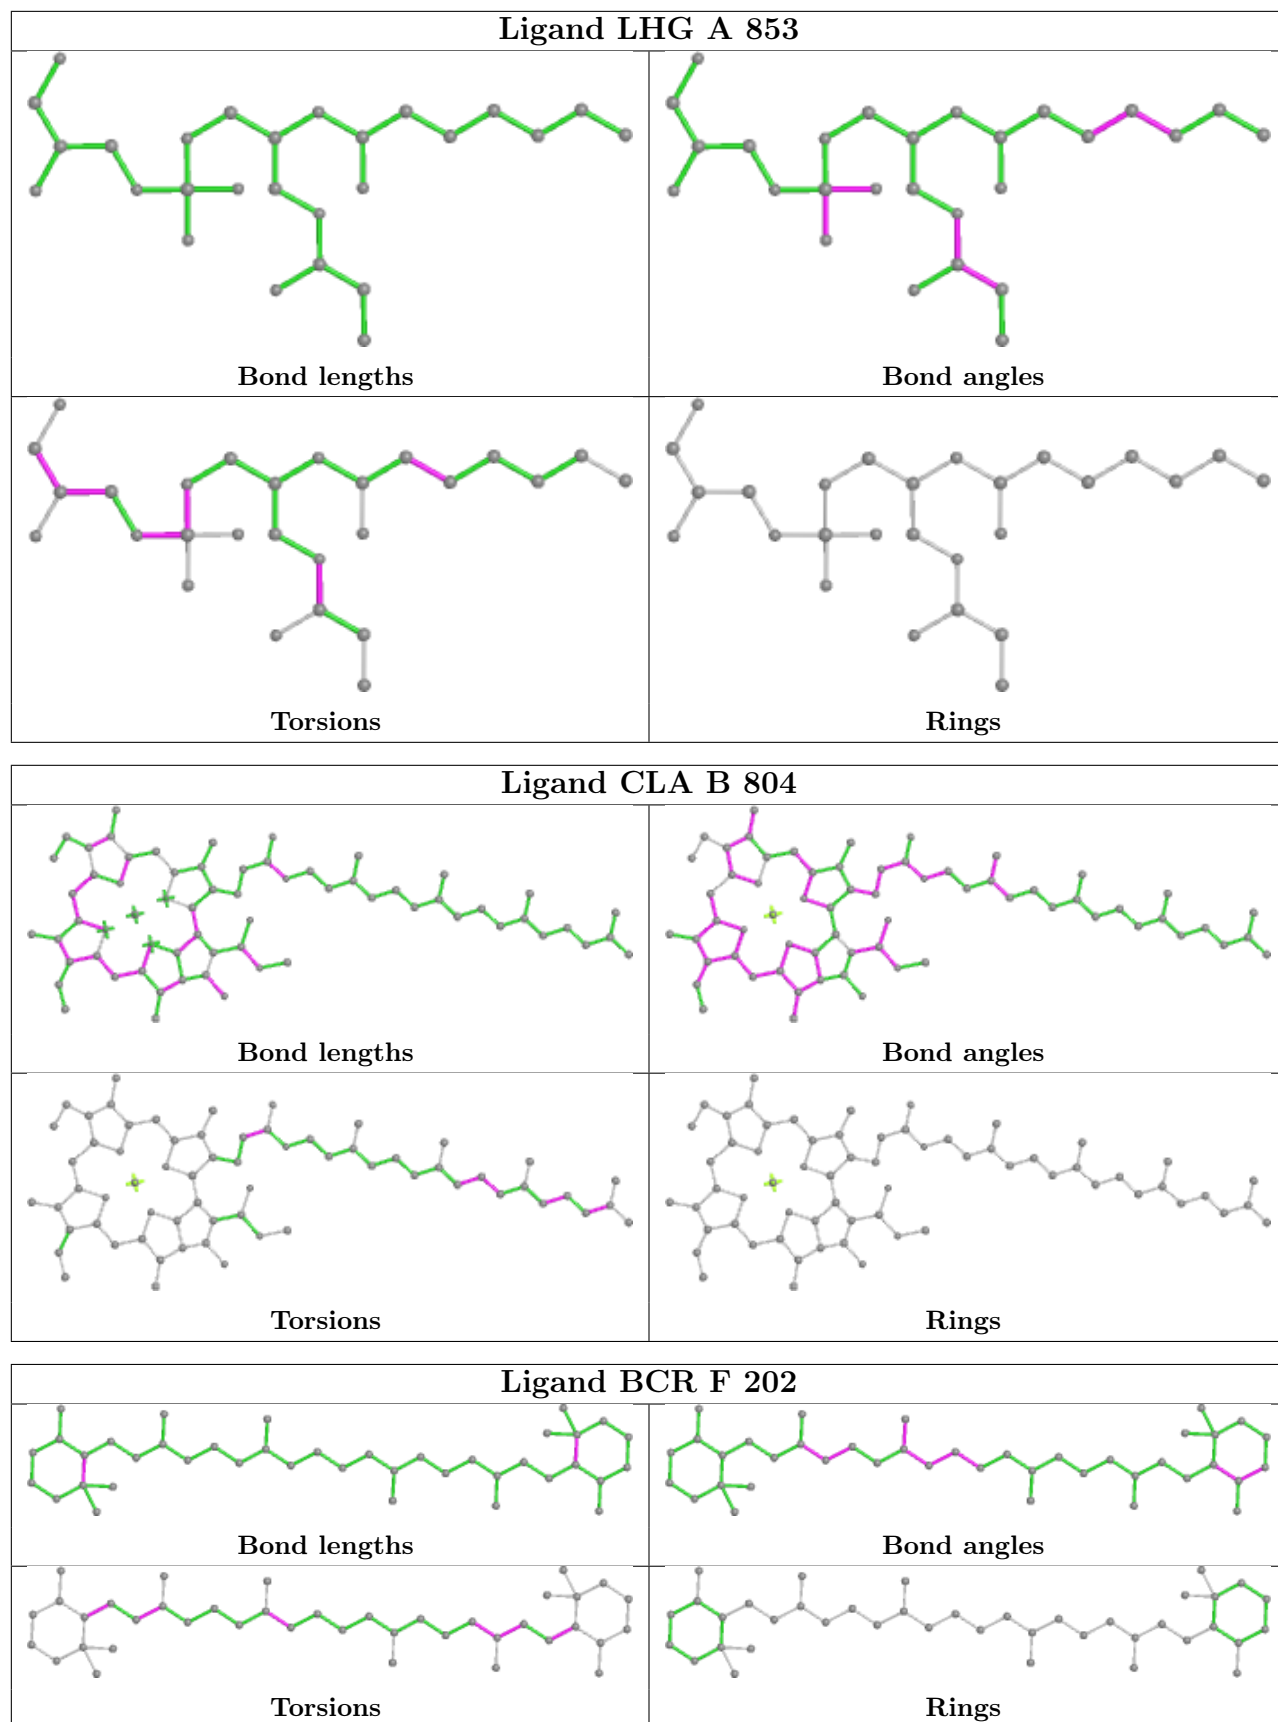 Ligand LHG A 853
Bond lengths
Bond angles
Torsions
Rings
Ligand CLA B 804
Bond lengths
Bond angles
Torsions
Rings
Ligand BCR F 202
Bond lengths
Bond angles
Torsions
Rings